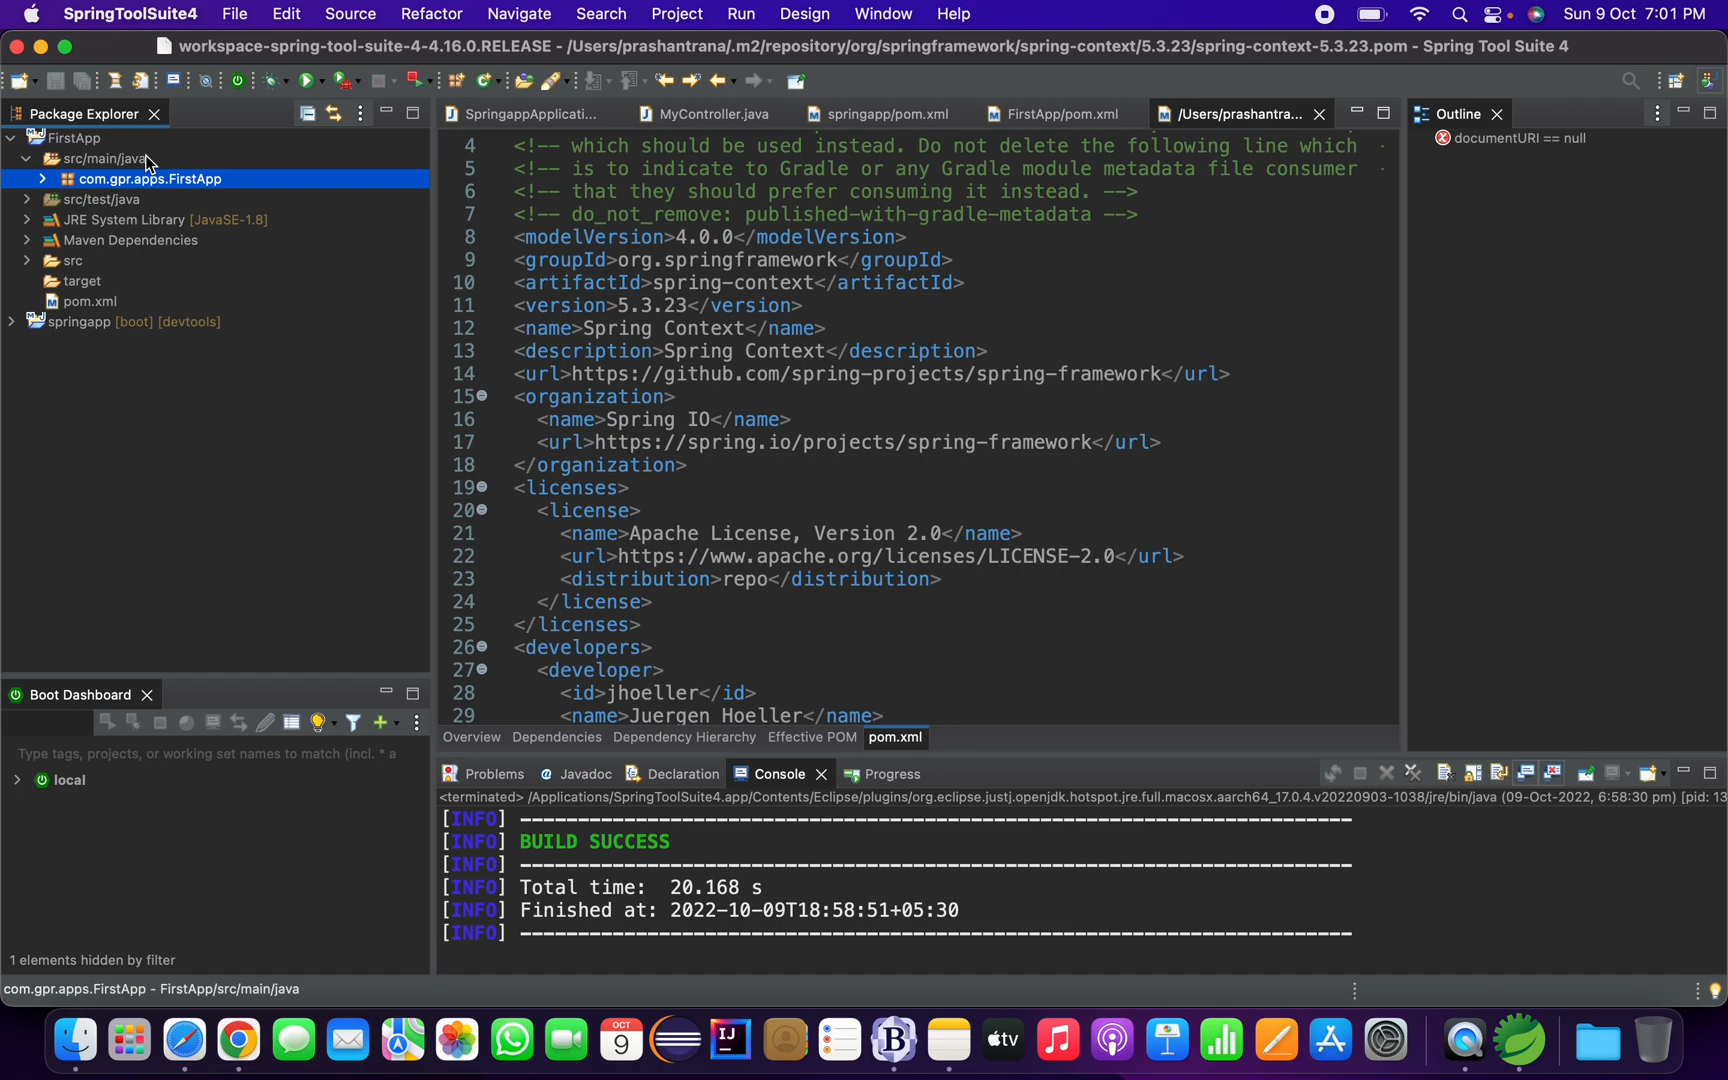 SpringToolSuite4 File Edit Source Refactor Navigate Search Project Run Design Window Help Sun 9 Oct 7:01 PM
workspace-spring-tool-suite-4-4.16.0.RELEASE - /Users/prashantrana/.m2/repository/org/springframework/spring-context/5.3.23/spring-context-5.3.23.pom - Spring Tool Suite 4
Package Explorer
FirstApp
src/main/java
com.gpr.apps.FirstApp
src/test/java
JRE System Library [JavaSE-1.8]
Maven Dependencies
src
target
pom.xml
springapp [boot] [devtools]
SpringappApplicati... MyController.java springapp/pom.xml FirstApp/pom.xml /Users/prashantra...
4 <!-- which should be used instead. Do not delete the following line which
5 <!-- is to indicate to Gradle or any Gradle module metadata file consumer
6 <!-- that they should prefer consuming it instead. -->
7 <!-- do_not_remove: published-with-gradle-metadata -->
8 <modelVersion>4.0.0</modelVersion>
9 <groupId>org.springframework</groupId>
10 <artifactId>spring-context</artifactId>
11 <version>5.3.23</version>
12 <name>Spring Context</name>
13 <description>Spring Context</description>
14 <url>https://github.com/spring-projects/spring-framework</url>
15 <organization>
16 <name>Spring IO</name>
17 <url>https://spring.io/projects/spring-framework</url>
18 </organization>
19 <licenses>
20 <license>
21 <name>Apache License, Version 2.0</name>
22 <url>https://www.apache.org/licenses/LICENSE-2.0</url>
23 <distribution>repo</distribution>
24 </license>
25 </licenses>
26 <developers>
27 <developer>
28 <id>jhoeller</id>
29 <name>Juergen Hoeller</name>
Overview Dependencies Dependency Hierarchy Effective POM pom.xml
Outline
documentURI == null
Boot Dashboard
Type tags, projects, or working set names to match (incl. * a
local
1 elements hidden by filter
Problems Javadoc Declaration Console Progress
<terminated> /Applications/SpringToolSuite4.app/Contents/Eclipse/plugins/org.eclipse.justj.openjdk.hotspot.jre.full.macosx.aarch64_17.0.4.v20220903-1038/jre/bin/java (09-Oct-2022, 6:58:30 pm) [pid: 13
[INFO] ------------------------------------------------------------------------
[INFO] BUILD SUCCESS
[INFO] ------------------------------------------------------------------------
[INFO] Total time:  20.168 s
[INFO] Finished at: 2022-10-09T18:58:51+05:30
[INFO] ------------------------------------------------------------------------
com.gpr.apps.FirstApp - FirstApp/src/main/java
OCT
9
IJ
B
tv